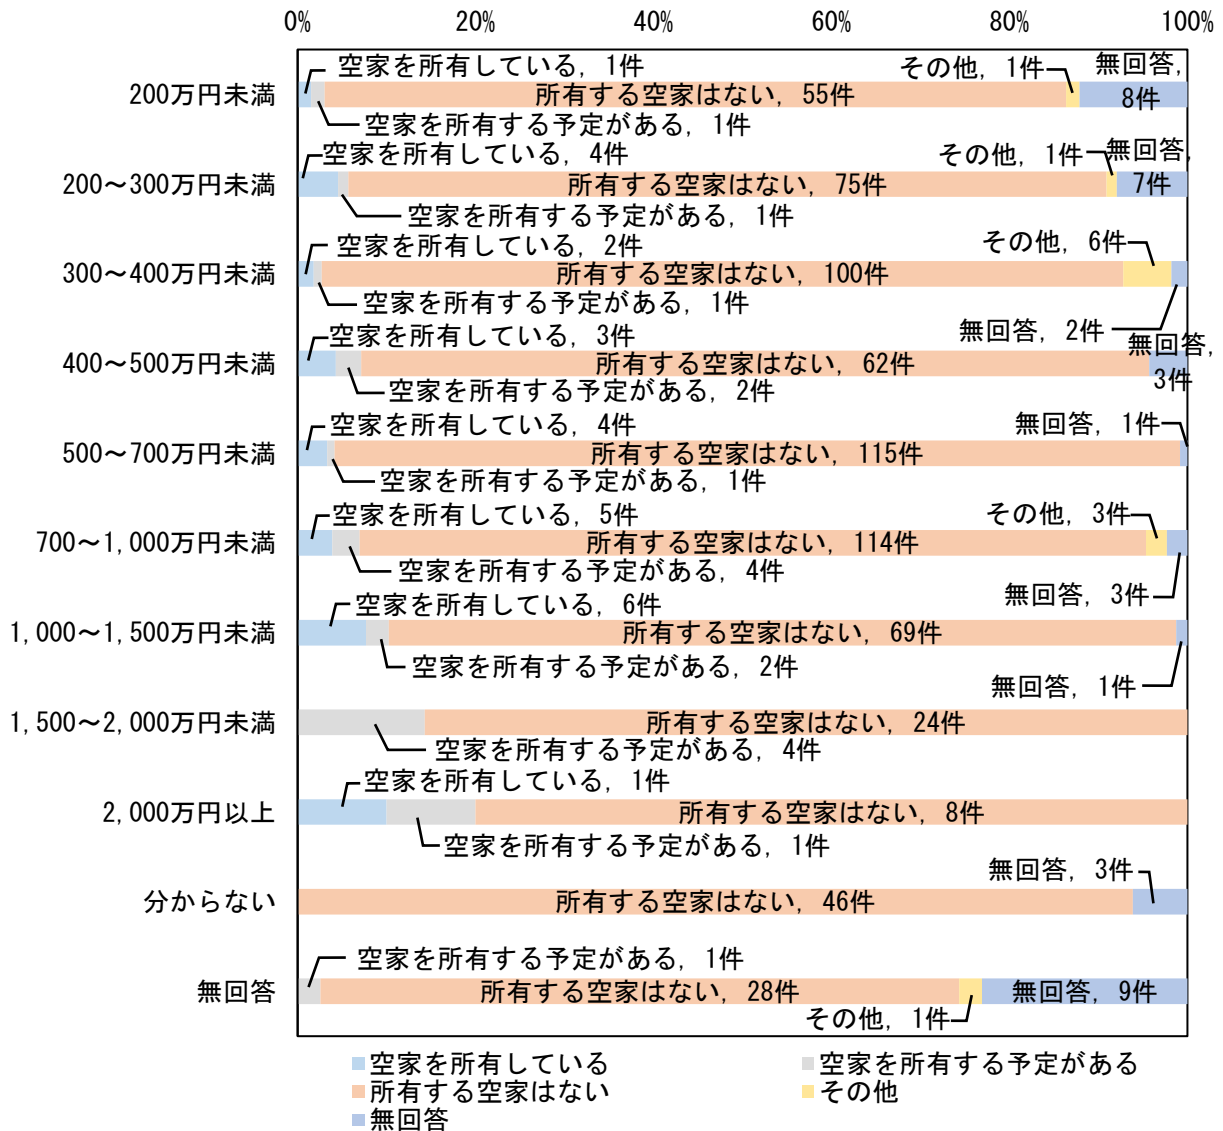 0% 20% 40% 60% 80% 100%
空家を所有している, 1件
その他, 1件
無回答,
8件
200万円未満
所有する空家はない, 55件
空家を所有する予定がある, 1件
空家を所有している, 4件
その他, 1件
無回答,
7件
200～300万円未満
所有する空家はない, 75件
空家を所有する予定がある, 1件
空家を所有している, 2件
その他, 6件
300～400万円未満
所有する空家はない, 100件
空家を所有する予定がある, 1件
無回答, 2件
空家を所有している, 3件
無回答,
3件
400～500万円未満
所有する空家はない, 62件
空家を所有する予定がある, 2件
空家を所有している, 4件
無回答, 1件
500～700万円未満
所有する空家はない, 115件
空家を所有する予定がある, 1件
空家を所有している, 5件
その他, 3件
700～1,000万円未満
所有する空家はない, 114件
空家を所有する予定がある, 4件
無回答, 3件
空家を所有している, 6件
1,000～1,500万円未満
所有する空家はない, 69件
空家を所有する予定がある, 2件
無回答, 1件
1,500～2,000万円未満
所有する空家はない, 24件
空家を所有する予定がある, 4件
空家を所有している, 1件
2,000万円以上
所有する空家はない, 8件
空家を所有する予定がある, 1件
無回答, 3件
分からない
所有する空家はない, 46件
空家を所有する予定がある, 1件
無回答
所有する空家はない, 28件
無回答, 9件
その他, 1件
空家を所有している
空家を所有する予定がある
所有する空家はない
その他
無回答